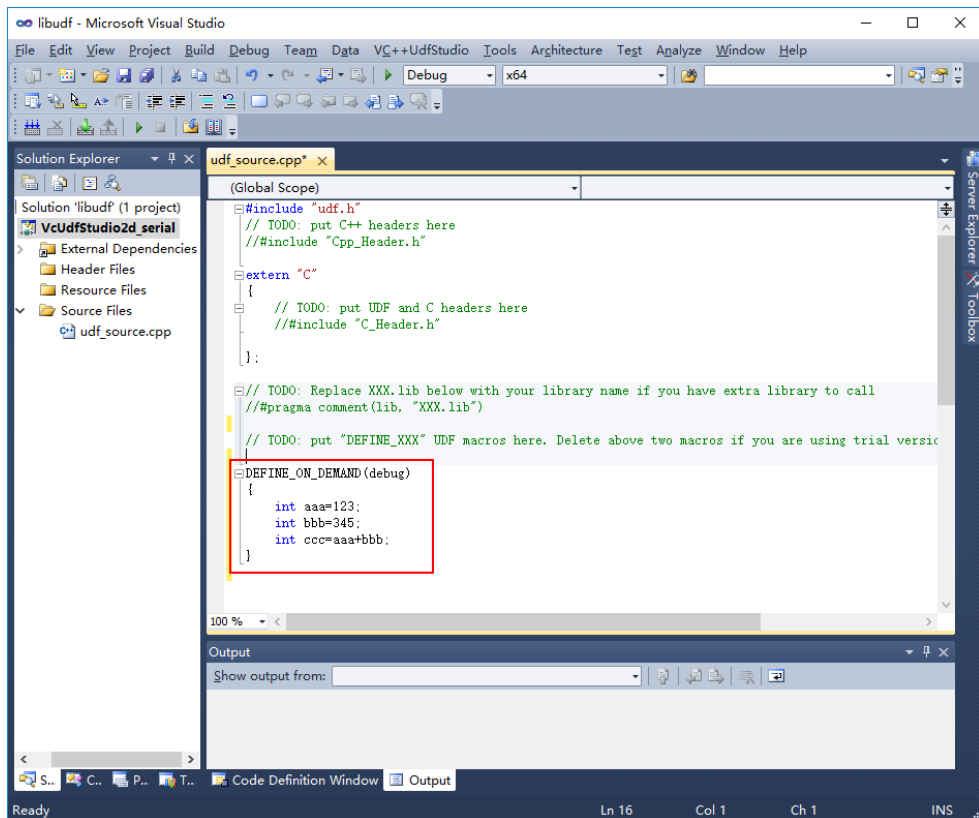 libudf - Microsoft Visual Studio
File Edit View Project Build Debug Team Data VC++UdfStudio Tools Architecture Test Analyze Window Help
Debug x64
Solution Explorer
udf_source.cpp*
(Global Scope)
Solution 'libudf' (1 project)
VcUdfStudio2d_serial
External Dependencies
Header Files
Resource Files
Source Files
udf_source.cpp
#include "udf.h"
// TODO: put C++ headers here
//#include "Cpp_Header.h"
extern "C"
{
// TODO: put UDF and C headers here
//#include "C_Header.h"
};
// TODO: Replace XXX.lib below with your library name if you have extra library to call
//#pragma comment(lib, "XXX.lib")
// TODO: put "DEFINE_XXX" UDF macros here. Delete above two macros if you are using trial versio
DEFINE_ON_DEMAND(debug)
{
int aaa=123;
int bbb=345;
int ccc=aaa+bbb;
}
100 %
Server Explorer
Toolbox
Output
Show output from:
S.. C.. P.. T..
Code Definition Window Output
Ready Ln 16 Col 1 Ch 1 INS